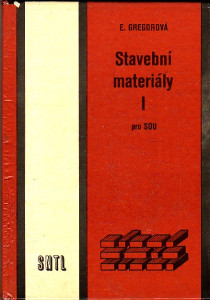 E. GREGOROVÁ
Stavební
materiály
I
pro SOU
SNTL